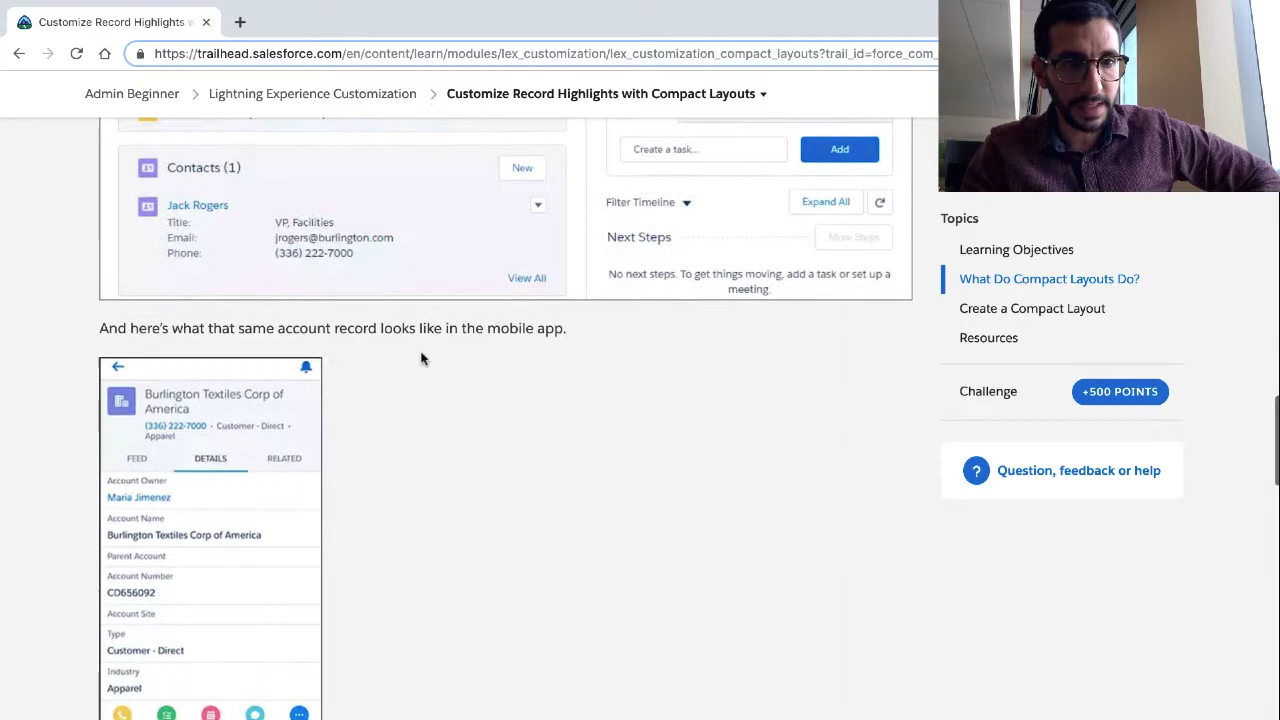 Customize Record Highlights w
https://trailhead.salesforce.com/en/content/learn/modules/lex_customization/lex_customization_compact_layouts?trail_id=force_com_
Admin Beginner > Lightning Experience Customization > Customize Record Highlights with Compact Layouts
Contacts (1)
New
Jack Rogers
Title: VP, Facilities
Email: jrogers@burlington.com
Phone: (336) 222-7000
View All
Create a task...
Add
Filter Timeline
Expand All
Next Steps
More Steps
No next steps. To get things moving, add a task or set up a
meeting.
And here's what that same account record looks like in the mobile app.
Burlington Textiles Corp of
America
(336) 222-7000 · Customer - Direct ·
Apparel
FEED DETAILS RELATED
Account Owner
Maria Jimenez
Account Name
Burlington Textiles Corp of America
Parent Account
Account Number
CD656092
Account Site
Type
Customer - Direct
Industry
Apparel
Topics
Learning Objectives
What Do Compact Layouts Do?
Create a Compact Layout
Resources
Challenge
+500 POINTS
? Question, feedback or help